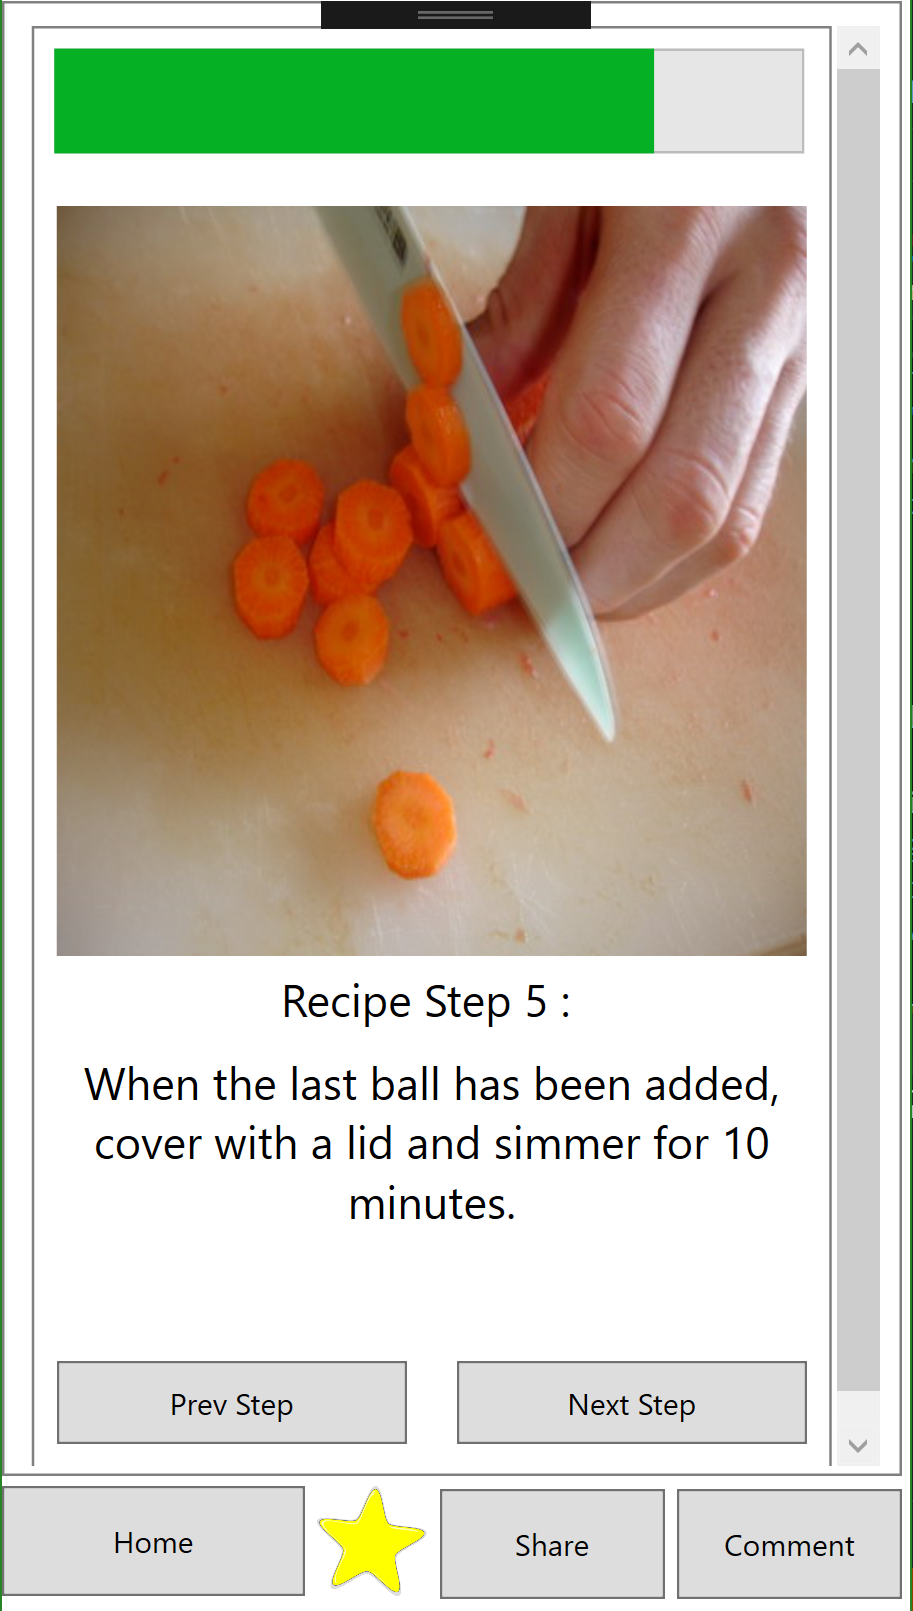 Recipe Step 5 :
When the last ball has been added,
cover with a lid and simmer for 10
minutes.
Prev Step
Next Step
Home
Share
Comment